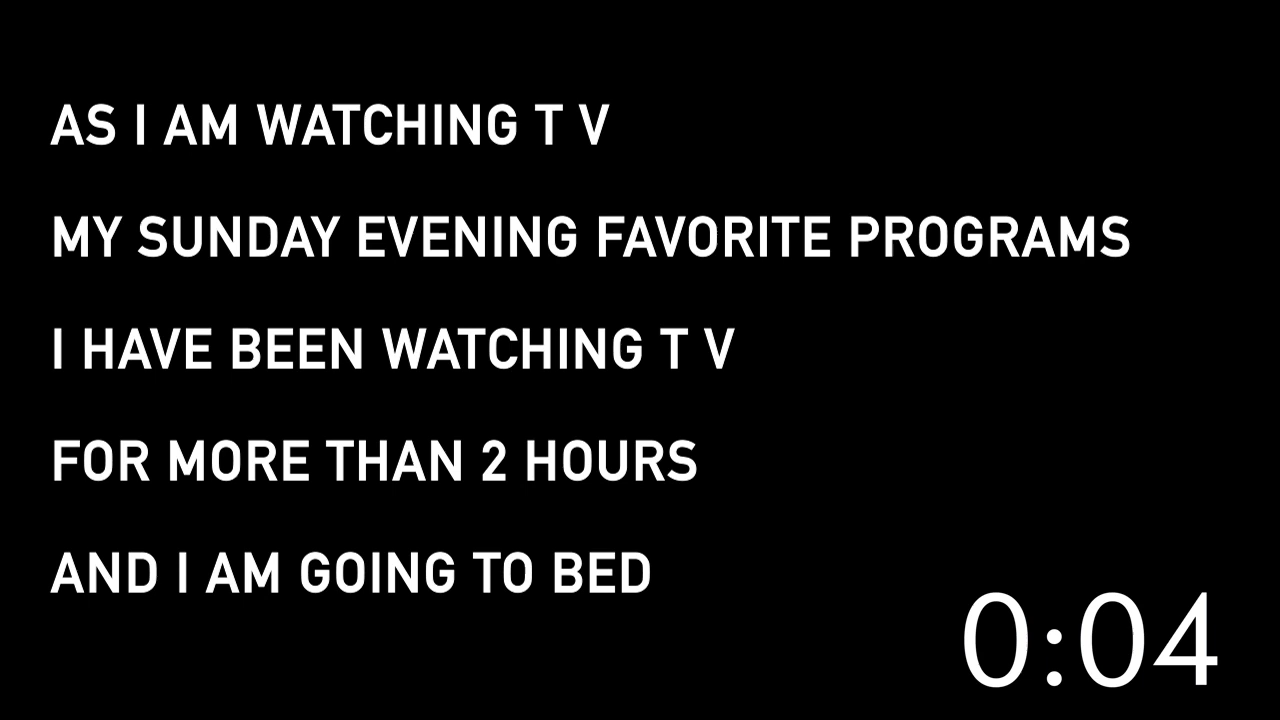 AS I AM WATCHING T V
MY SUNDAY EVENING FAVORITE PROGRAMS
I HAVE BEEN WATCHING T V
FOR MORE THAN 2 HOURS
AND I AM GOING TO BED
0:04